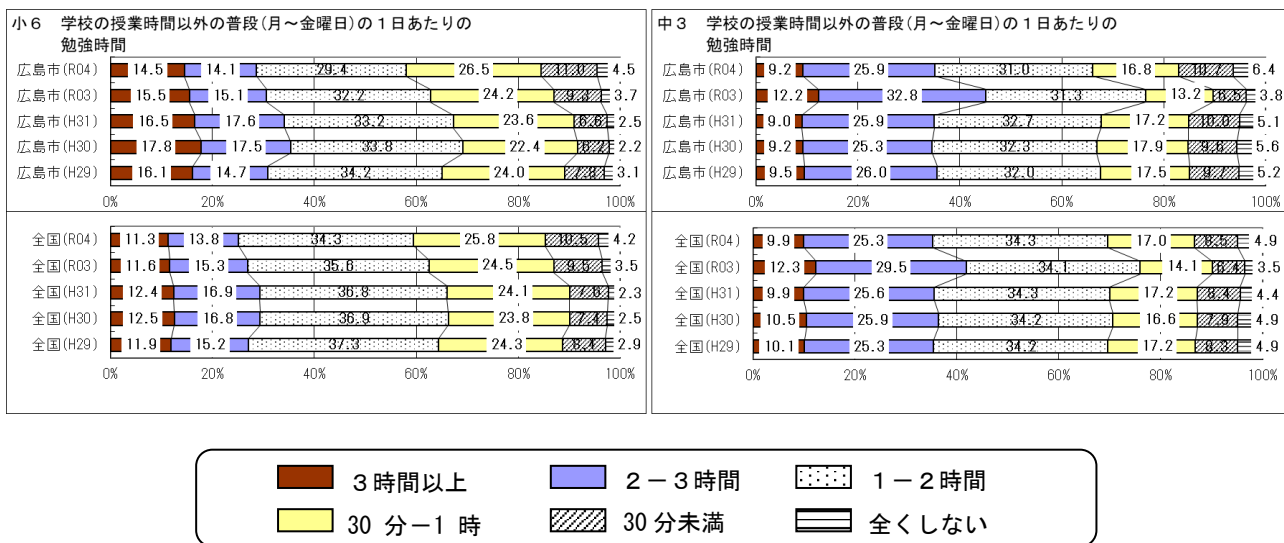 小６ 学校の授業時間以外の普段(月～金曜日)の１日あたりの
勉強時間
広島市(R04) 14.5 14.1 29.4 26.5 11.0 4.5
広島市(R03) 15.5 15.1 32.2 24.2 9.3 3.7
広島市(H31) 16.5 17.6 33.2 23.6 6.6 2.5
広島市(H30) 17.8 17.5 33.8 22.4 6.2 2.2
広島市(H29) 16.1 14.7 34.2 24.0 7.8 3.1
0% 20% 40% 60% 80% 100%
全国(R04) 11.3 13.8 34.3 25.8 10.5 4.2
全国(R03) 11.6 15.3 35.6 24.5 9.5 3.5
全国(H31) 12.4 16.9 36.8 24.1 7.6 2.3
全国(H30) 12.5 16.8 36.9 23.8 7.4 2.5
全国(H29) 11.9 15.2 37.3 24.3 8.4 2.9
0% 20% 40% 60% 80% 100%
中３ 学校の授業時間以外の普段(月～金曜日)の１日あたりの
勉強時間
広島市(R04) 9.2 25.9 31.0 16.8 10.7 6.4
広島市(R03) 12.2 32.8 31.3 13.2 6.5 3.8
広島市(H31) 9.0 25.9 32.7 17.2 10.0 5.1
広島市(H30) 9.2 25.3 32.3 17.9 9.6 5.6
広島市(H29) 9.5 26.0 32.0 17.5 9.7 5.2
0% 20% 40% 60% 80% 100%
全国(R04) 9.9 25.3 34.3 17.0 8.5 4.9
全国(R03) 12.3 29.5 34.1 14.1 6.4 3.5
全国(H31) 9.9 25.6 34.3 17.2 8.4 4.4
全国(H30) 10.5 25.9 34.2 16.6 7.9 4.9
全国(H29) 10.1 25.3 34.2 17.2 8.3 4.9
0% 20% 40% 60% 80% 100%
３時間以上 ２－３時間 １－２時間
30 分－1 時 30 分未満 全くしない